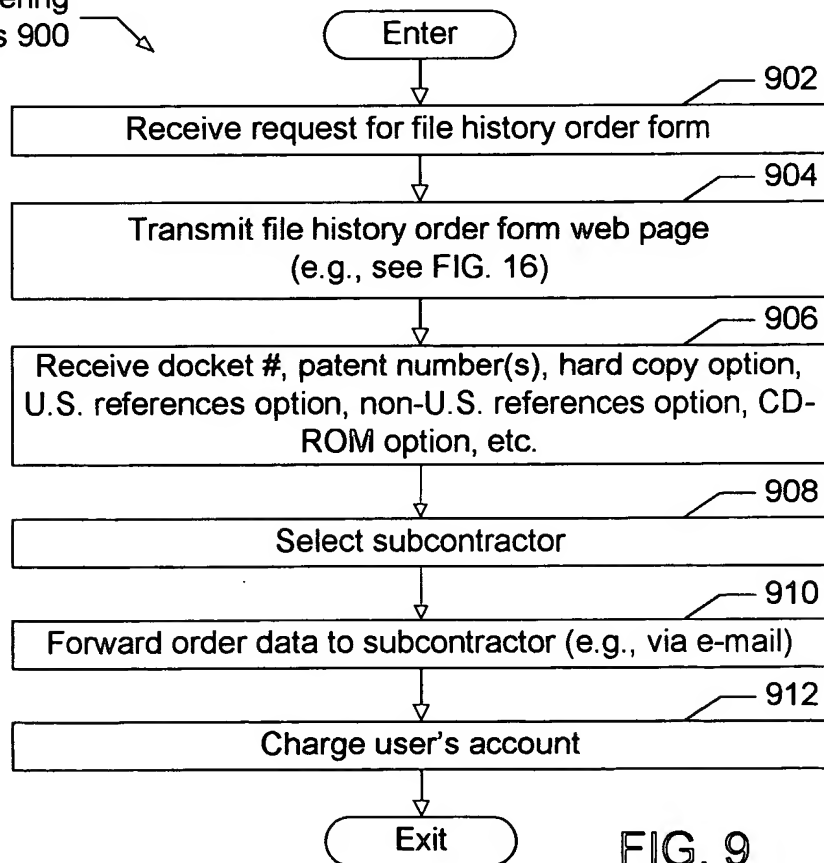 ering
s 900
Enter
902
Receive request for file history order form
904
Transmit file history order form web page
(e.g., see FIG. 16)
906
Receive docket #, patent number(s), hard copy option,
U.S. references option, non-U.S. references option, CD-
ROM option, etc.
908
Select subcontractor
910
Forward order data to subcontractor (e.g., via e-mail)
912
Charge user's account
Exit
FIG. 9